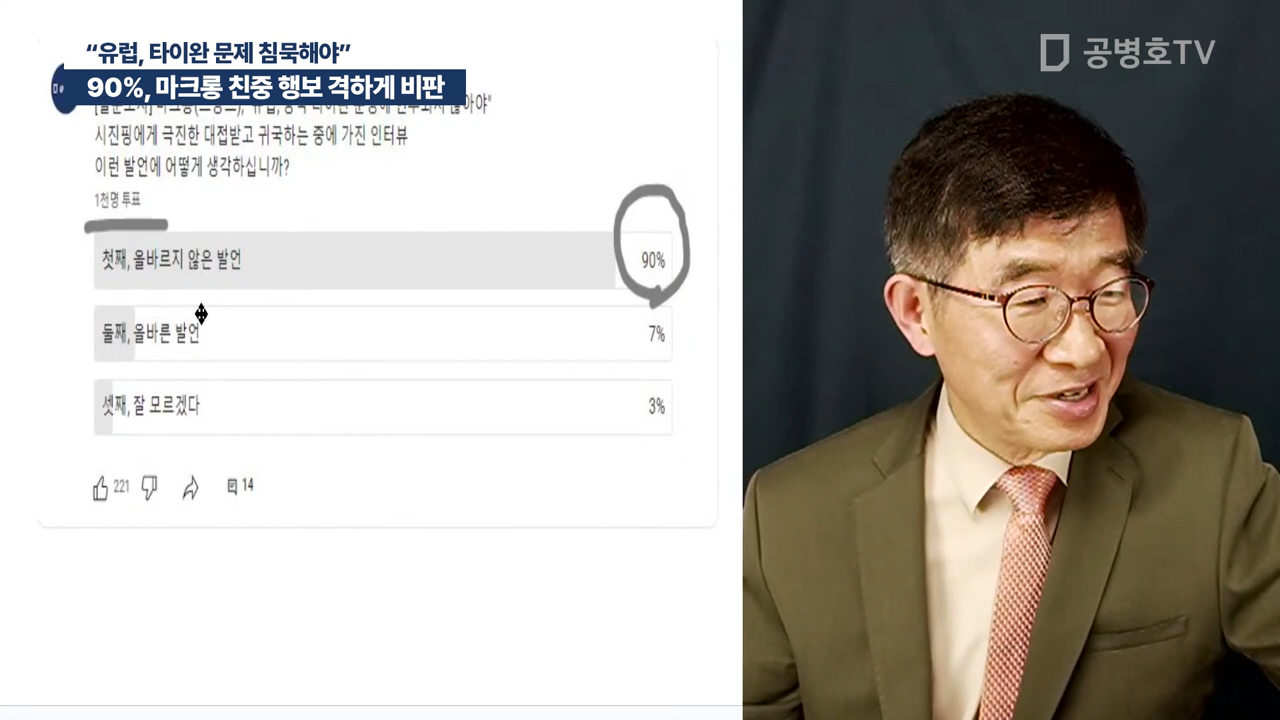 “유럽, 타이완 문제 침묵해야”
90%, 마크롱 친중 행보 격하게 비판
공병호TV
시진핑에게 극진한 대접받고 귀국하는 중에 가진 인터뷰
이런 발언에 어떻게 생각하십니까?
1천명 투표
첫째, 올바르지 않은 발언
90%
둘째, 올바른 발언
7%
셋째, 잘 모르겠다
3%
221
14